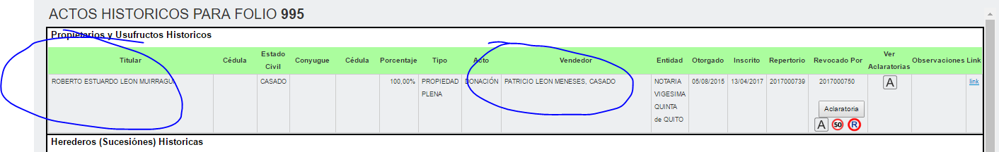 ACTOS HISTORICOS PARA FOLIO 995
Propietarios y Usufructo Historicos
Titular Cédula Estado Civil Conyugue Cédula Porcentaje Tipo Acto Vendedor Entidad Otorgado Inscrito Repertorio Revocado Por Ver Aclaratorias Observaciones Link
ROBERTO ESTUARDO LEON MUIRRAGUI CASADO 100,00% PROPIEDAD PLENA DONACIÓN PATRICIO LEON MENESES, CASADO NOTARIA VIGESIMA QUINTA de QUITO 05/08/2015 13/04/2017 2017000739 2017000750 A link
Aclaratoria
A 50 R
Herederos (Sucesiónes) Historicas